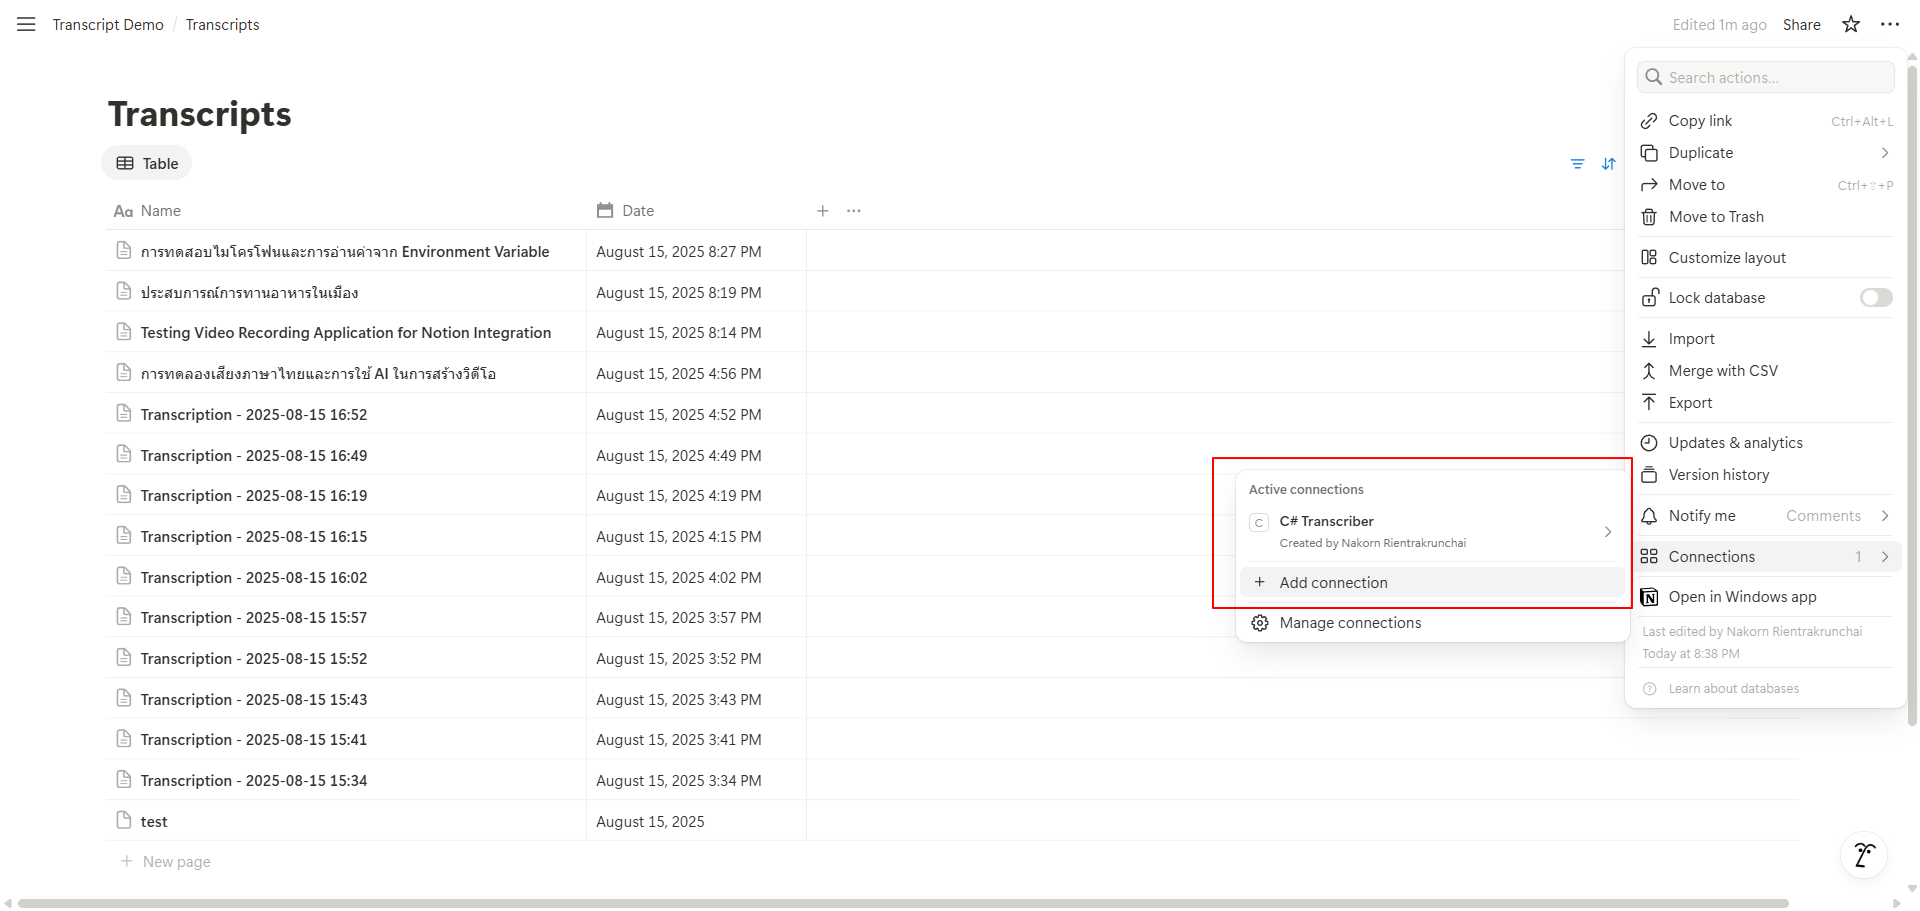 Transcript Demo / Transcripts
Edited 1m ago Share
Transcripts
Table
Aa Name Date
การทดสอบไมโครโฟนและการอ่านค่าจาก Environment Variable August 15, 2025 8:27 PM
ประสบการณ์การทานอาหารในเมือง August 15, 2025 8:19 PM
Testing Video Recording Application for Notion Integration August 15, 2025 8:14 PM
การทดลองเสียงภาษาไทยและการใช้ AI ในการสร้างวิดีโอ August 15, 2025 4:56 PM
Transcription - 2025-08-15 16:52 August 15, 2025 4:52 PM
Transcription - 2025-08-15 16:49 August 15, 2025 4:49 PM
Transcription - 2025-08-15 16:19 August 15, 2025 4:19 PM
Transcription - 2025-08-15 16:15 August 15, 2025 4:15 PM
Transcription - 2025-08-15 16:02 August 15, 2025 4:02 PM
Transcription - 2025-08-15 15:57 August 15, 2025 3:57 PM
Transcription - 2025-08-15 15:52 August 15, 2025 3:52 PM
Transcription - 2025-08-15 15:43 August 15, 2025 3:43 PM
Transcription - 2025-08-15 15:41 August 15, 2025 3:41 PM
Transcription - 2025-08-15 15:34 August 15, 2025 3:34 PM
test August 15, 2025
+ New page
Active connections
C C# Transcriber
Created by Nakorn Rientrakrunchai
+ Add connection
Manage connections
Search actions...
Copy link Ctrl+Alt+L
Duplicate
Move to Ctrl+⇧+P
Move to Trash
Customize layout
Lock database
Import
Merge with CSV
Export
Updates & analytics
Version history
Notify me Comments
Connections 1
Open in Windows app
Last edited by Nakorn Rientrakrunchai
Today at 8:38 PM
Learn about databases